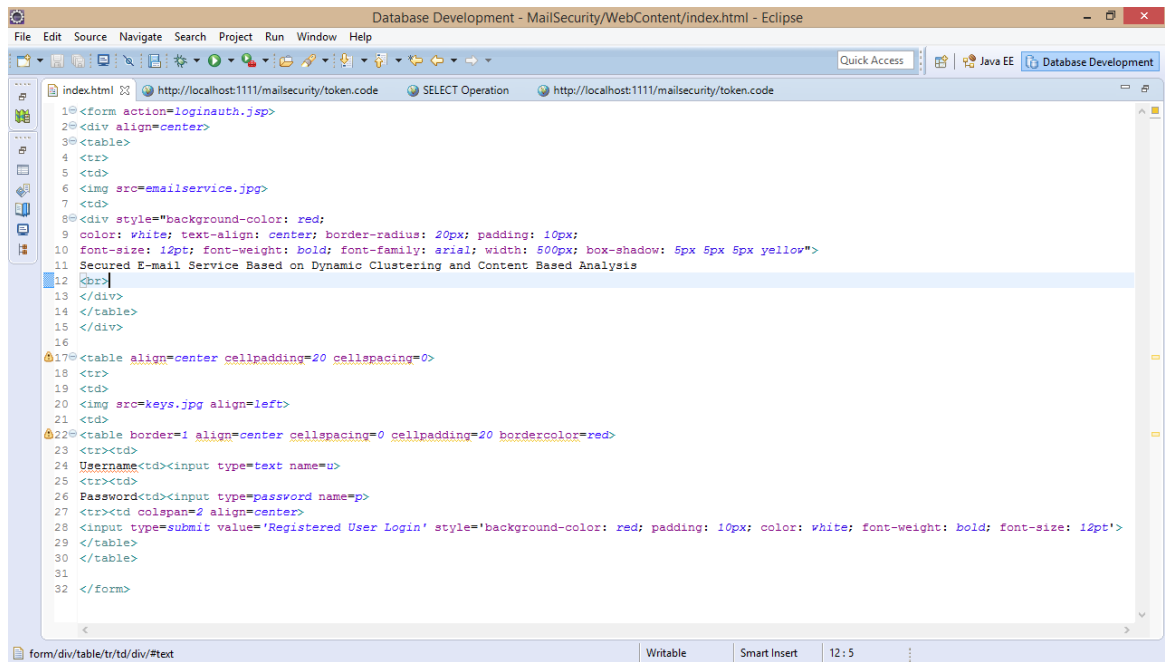 Database Development - MailSecurity/WebContent/index.html - Eclipse
File Edit Source Navigate Search Project Run Window Help
Quick Access Java EE Database Development
index.html http://localhost:1111/mailsecurity/token.code SELECT Operation http://localhost:1111/mailsecurity/token.code
1 <form action=loginauth.jsp>
2 <div align=center>
3 <table>
4 <tr>
5 <td>
6 <img src=emailservice.jpg>
7 <td>
8 <div style="background-color: red;
9 color: white; text-align: center; border-radius: 20px; padding: 10px;
10 font-size: 12pt; font-weight: bold; font-family: arial; width: 500px; box-shadow: 5px 5px 5px yellow">
11 Secured E-mail Service Based on Dynamic Clustering and Content Based Analysis
12 <br>
13 </div>
14 </table>
15 </div>
16
17 <table align=center cellpadding=20 cellspacing=0>
18 <tr>
19 <td>
20 <img src=keys.jpg align=left>
21 <td>
22 <table border=1 align=center cellspacing=0 cellpadding=20 bordercolor=red>
23 <tr><td>
24 Username<td><input type=text name=u>
25 <tr><td>
26 Password<td><input type=password name=p>
27 <tr><td colspan=2 align=center>
28 <input type=submit value='Registered User Login' style='background-color: red; padding: 10px; color: white; font-weight: bold; font-size: 12pt'>
29 </table>
30 </table>
31
32 </form>
form/div/table/tr/td/div/#text Writable Smart Insert 12 : 5